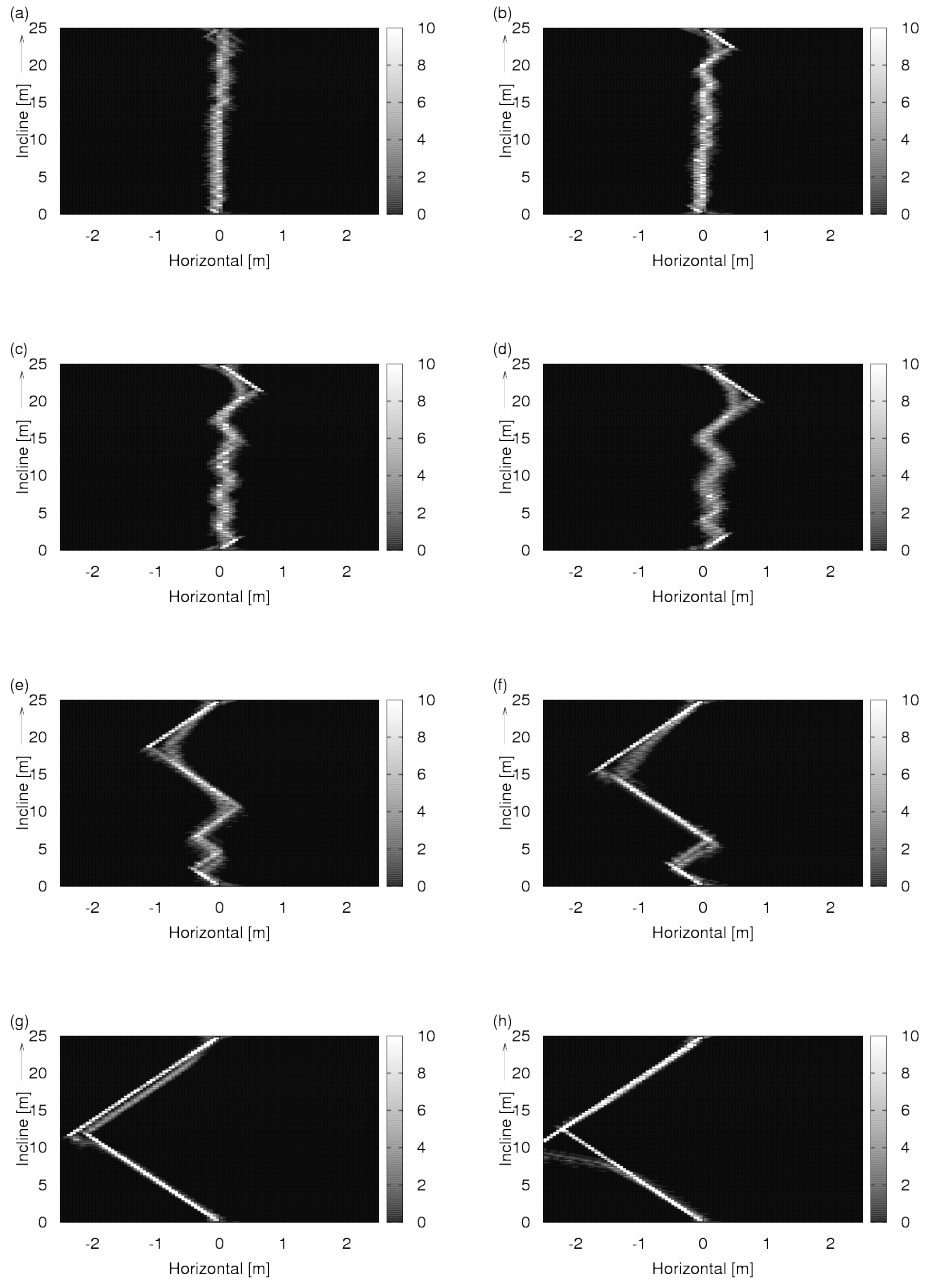 (a) (b)
25 10 25 10
20 8 20 8
15 6 15 6
10 4 10 4
5 2 5 2
0 0 0 0
Incline [m] Incline [m]
-2 -1 0 1 2 -2 -1 0 1 2
Horizontal [m] Horizontal [m]
(c) (d)
25 10 25 10
20 8 20 8
15 6 15 6
10 4 10 4
5 2 5 2
0 0 0 0
Incline [m] Incline [m]
-2 -1 0 1 2 -2 -1 0 1 2
Horizontal [m] Horizontal [m]
(e) (f)
25 10 25 10
20 8 20 8
15 6 15 6
10 4 10 4
5 2 5 2
0 0 0 0
Incline [m] Incline [m]
-2 -1 0 1 2 -2 -1 0 1 2
Horizontal [m] Horizontal [m]
(g) (h)
25 10 25 10
20 8 20 8
15 6 15 6
10 4 10 4
5 2 5 2
0 0 0 0
Incline [m] Incline [m]
-2 -1 0 1 2 -2 -1 0 1 2
Horizontal [m] Horizontal [m]